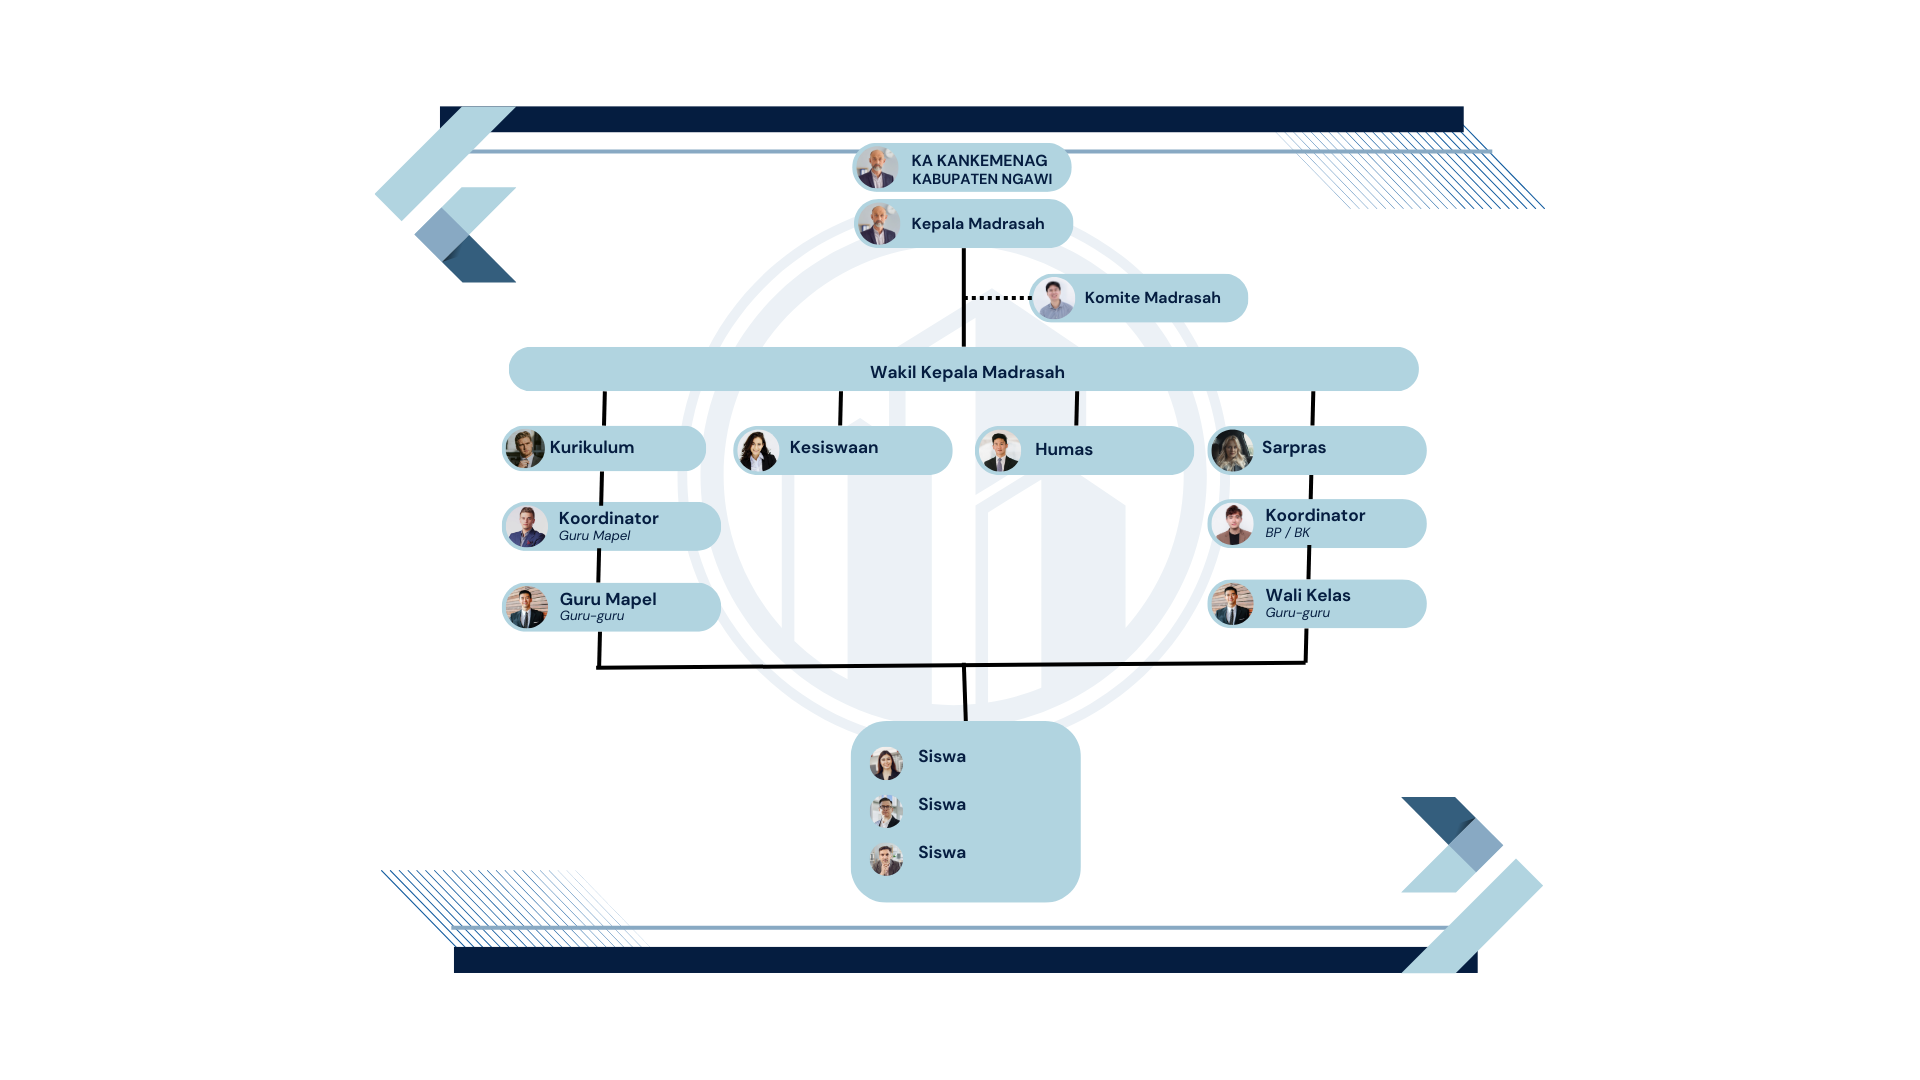 KA KANKEMENAG
KABUPATEN NGAWI
Kepala Madrasah
Komite Madrasah
Wakil Kepala Madrasah
Kurikulum
Kesiswaan
Humas
Sarpras
Koordinator
Guru Mapel
Koordinator
BP / BK
Guru Mapel
Guru-guru
Wali Kelas
Guru-guru
Siswa
Siswa
Siswa